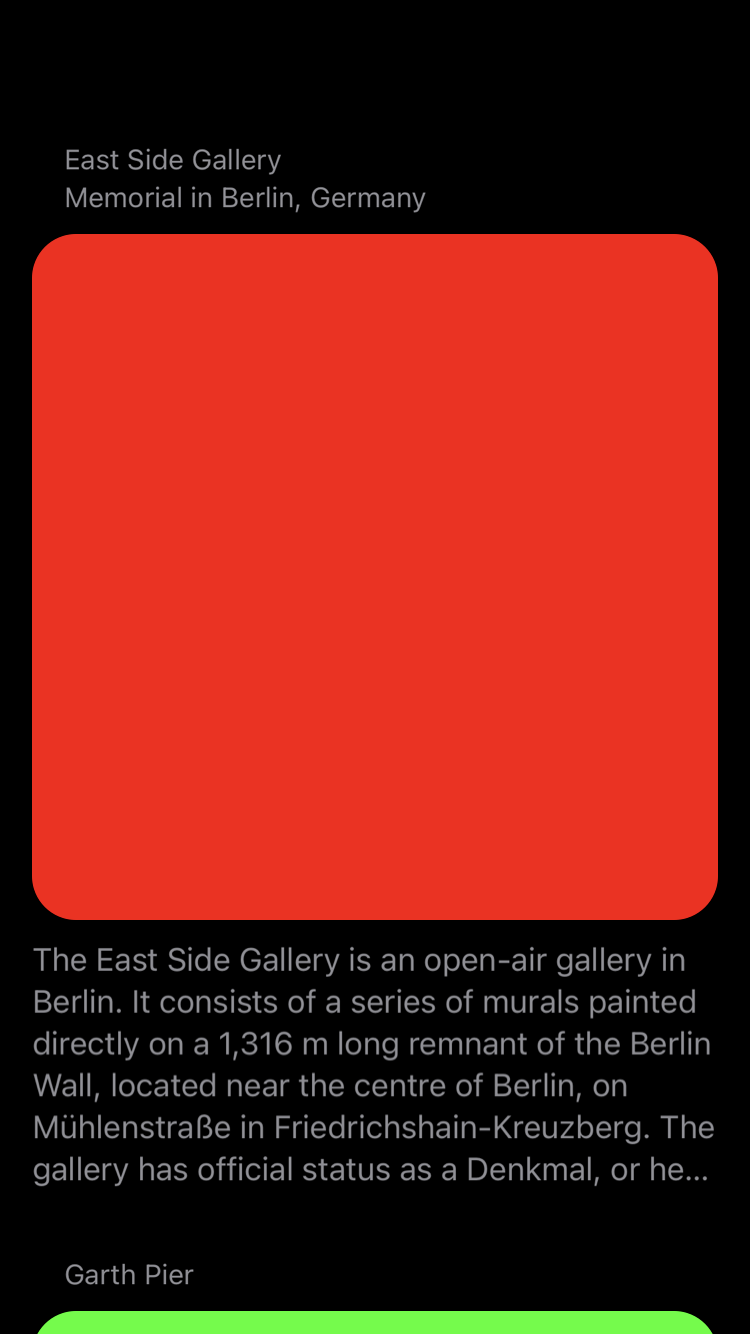 East Side Gallery
Memorial in Berlin, Germany
The East Side Gallery is an open-air gallery in
Berlin. It consists of a series of murals painted
directly on a 1,316 m long remnant of the Berlin
Wall, located near the centre of Berlin, on
Mühlenstraße in Friedrichshain-Kreuzberg. The
gallery has official status as a Denkmal, or he...
Garth Pier